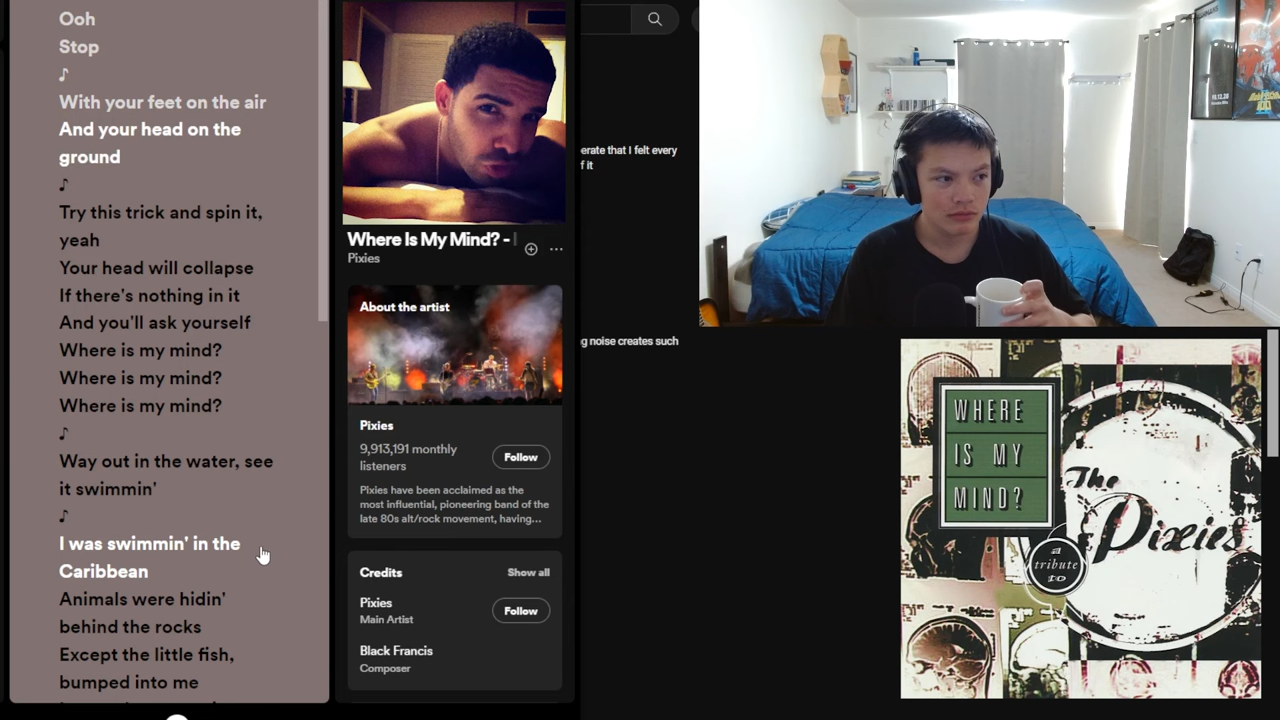 Ooh
Stop
♪
With your feet on the air
And your head on the
ground
♪
Try this trick and spin it,
yeah
Your head will collapse
If there's nothing in it
And you'll ask yourself
Where is my mind?
Where is my mind?
Where is my mind?
♪
Way out in the water, see
it swimmin'
♪
I was swimmin' in the
Caribbean
Animals were hidin'
behind the rocks
Except the little fish,
bumped into me
Where Is My Mind? -
Pixies
About the artist
Pixies
9,913,191 monthly
listeners
Follow
Pixies have been acclaimed as the
most influential, pioneering band of the
late 80s alt/rock movement, having...
Credits
Show all
Pixies
Main Artist
Follow
Black Francis
Composer
erate that I felt every
f it
g noise creates such
WHERE
IS MY
MIND?
a
tribute
to
The
Pixies